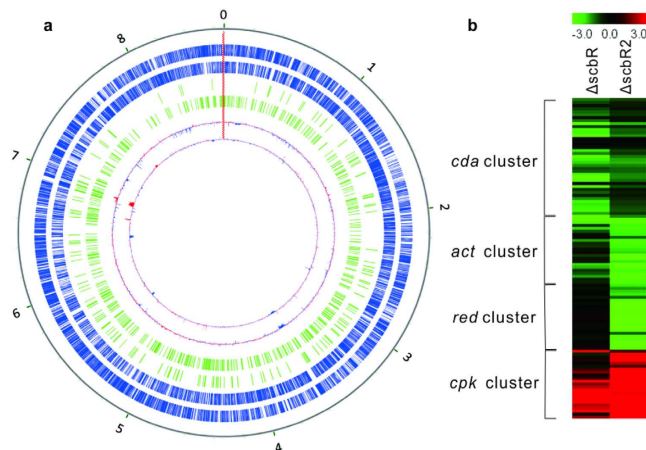 a
0
1
2
3
4
5
6
7
8
b
-3.0 0.0 3.0
ΔscbR
ΔscbR2
cda cluster
act cluster
red cluster
cpk cluster